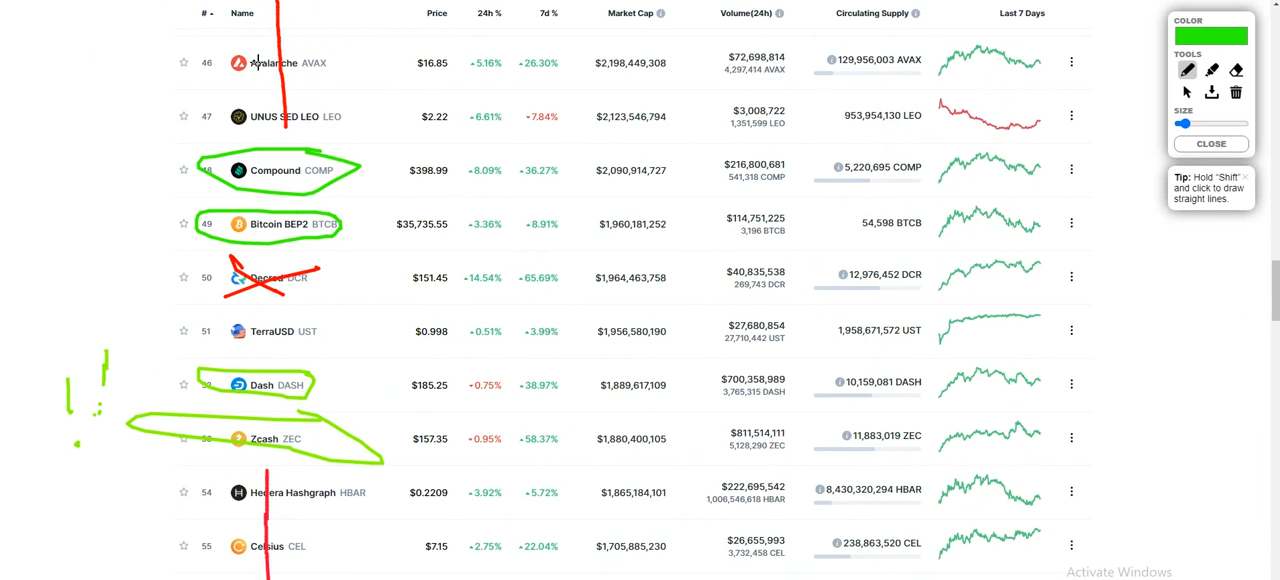 # Name Price 24h % 7d % Market Cap Volume(24h) Circulating Supply Last 7 Days
46 Avalanche AVAX $16.85 5.16% 26.30% $2,198,449,308 $72,698,814 129,956,003 AVAX
4,297,414 AVAX
47 UNUS SED LEO LEO $2.22 6.61% 7.84% $2,123,546,794 $3,008,722 953,954,130 LEO
1,351,599 LEO
48 Compound COMP $398.99 8.09% 36.27% $2,090,914,727 $216,800,681 5,220,695 COMP
541,318 COMP
49 Bitcoin BEP2 BTCB $35,735.55 3.36% 8.91% $1,960,181,252 $114,751,225 54,598 BTCB
3,196 BTCB
50 Decred DCR $151.45 14.54% 65.69% $1,964,463,758 $40,835,538 12,976,452 DCR
269,743 DCR
51 TerraUSD UST $0.998 0.51% 3.99% $1,956,580,190 $27,680,854 1,958,671,572 UST
27,710,442 UST
52 Dash DASH $185.25 0.75% 38.97% $1,889,617,109 $700,358,989 10,159,081 DASH
3,765,315 DASH
53 Zcash ZEC $157.35 0.95% 58.37% $1,880,400,105 $811,514,111 11,883,019 ZEC
5,128,290 ZEC
54 Hedera Hashgraph HBAR $0.2209 3.92% 5.72% $1,865,184,101 $222,695,542 8,430,320,294 HBAR
1,006,546,618 HBAR
55 Celsius CEL $7.15 2.75% 22.04% $1,705,885,230 $26,655,993 238,863,520 CEL
3,732,458 CEL
COLOR
TOOLS
SIZE
CLOSE
Tip: Hold "Shift"
and click to draw
straight lines.
Activate Windows